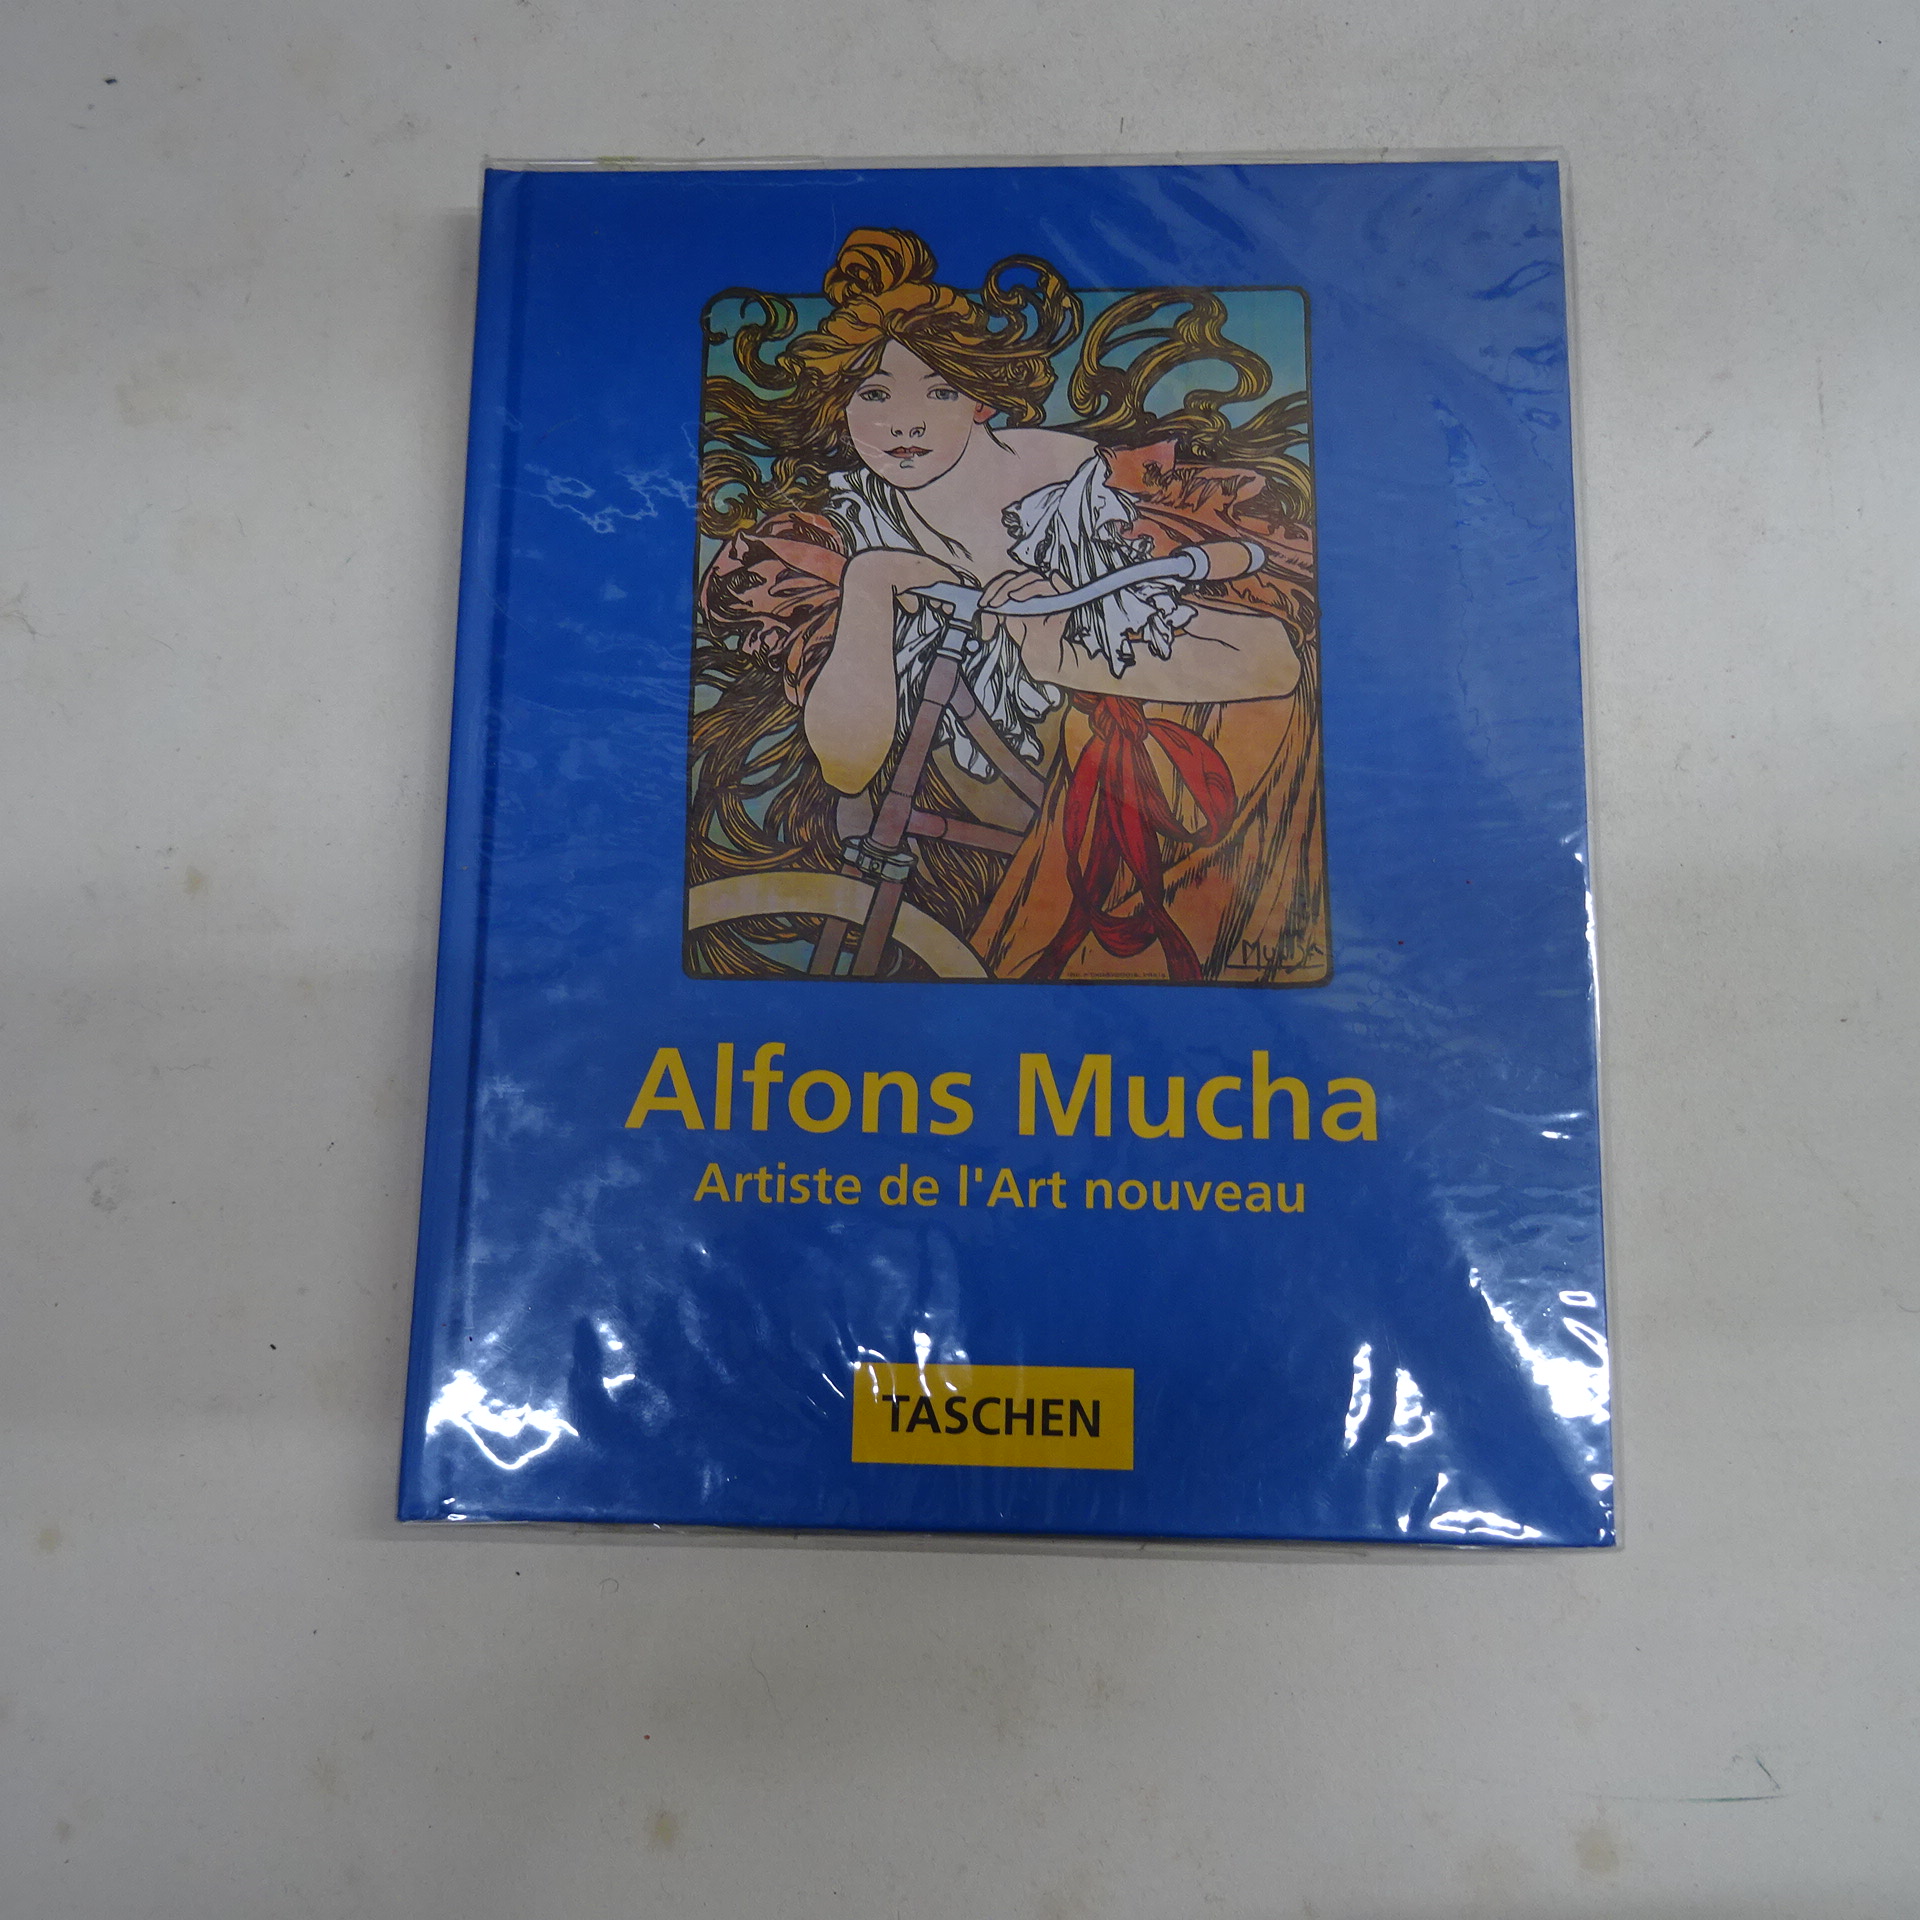 Mucha
Alfons Mucha
Artiste de l'Art nouveau
TASCHEN